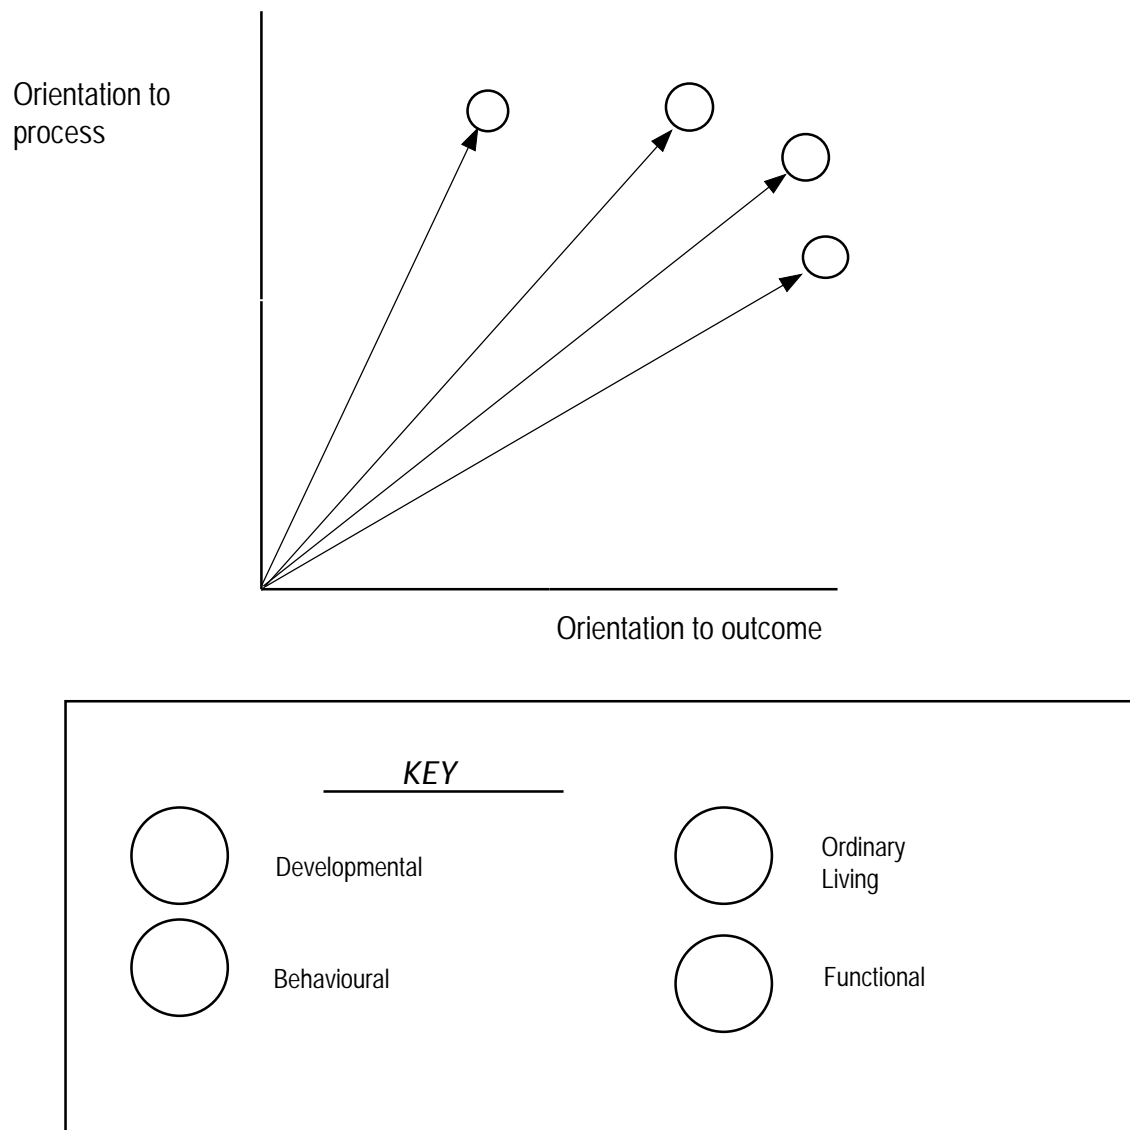 Orientation to
process
Orientation to outcome
KEY
Developmental
Ordinary
Living
Behavioural
Functional